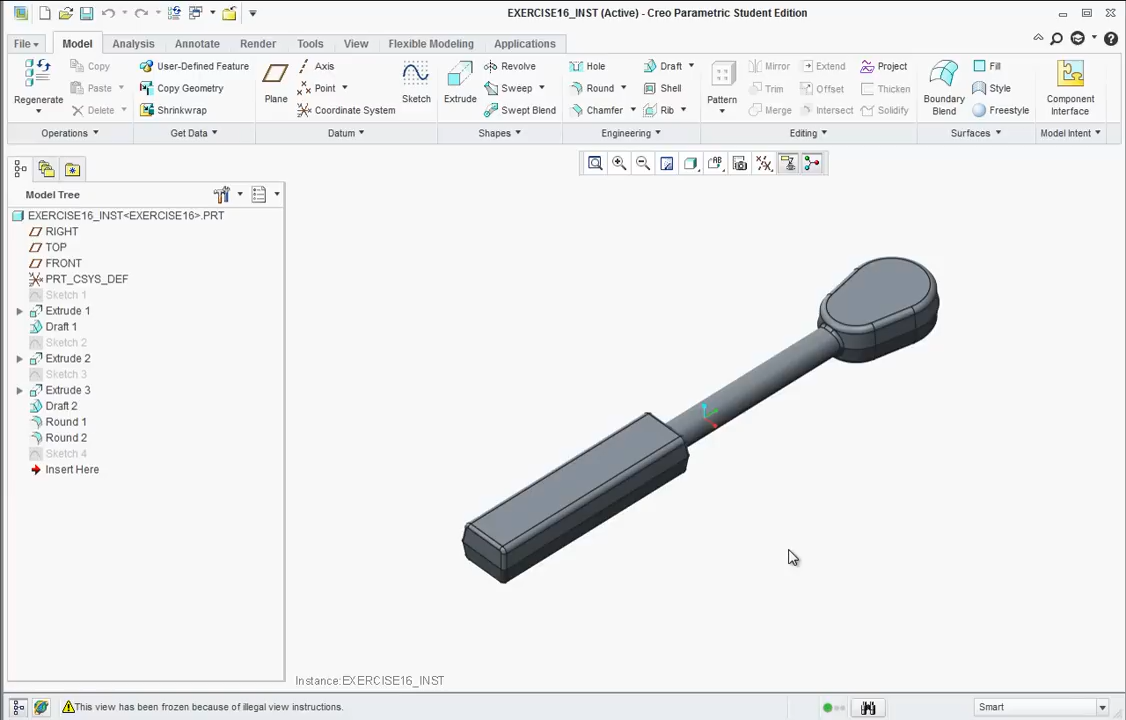 EXERCISE16_INST (Active) - Creo Parametric Student Edition
File Model Analysis Annotate Render Tools View Flexible Modeling Applications
Copy User-Defined Feature Axis Revolve Hole Draft Mirror Extend Project Fill
Paste Copy Geometry Point Sweep Round Shell Trim Offset Thicken Style
Regenerate Plane Sketch Extrude Pattern Boundary Blend Component Interface
Delete Shrinkwrap Coordinate System Swept Blend Chamfer Rib Merge Intersect Solidify Freestyle
Operations Get Data Datum Shapes Engineering Editing Surfaces Model Intent
Model Tree
EXERCISE16_INST<EXERCISE16>.PRT
RIGHT
TOP
FRONT
PRT_CSYS_DEF
Sketch 1
Extrude 1
Draft 1
Sketch 2
Extrude 2
Sketch 3
Extrude 3
Draft 2
Round 1
Round 2
Sketch 4
Insert Here
Instance:EXERCISE16_INST
This view has been frozen because of illegal view instructions.
Smart